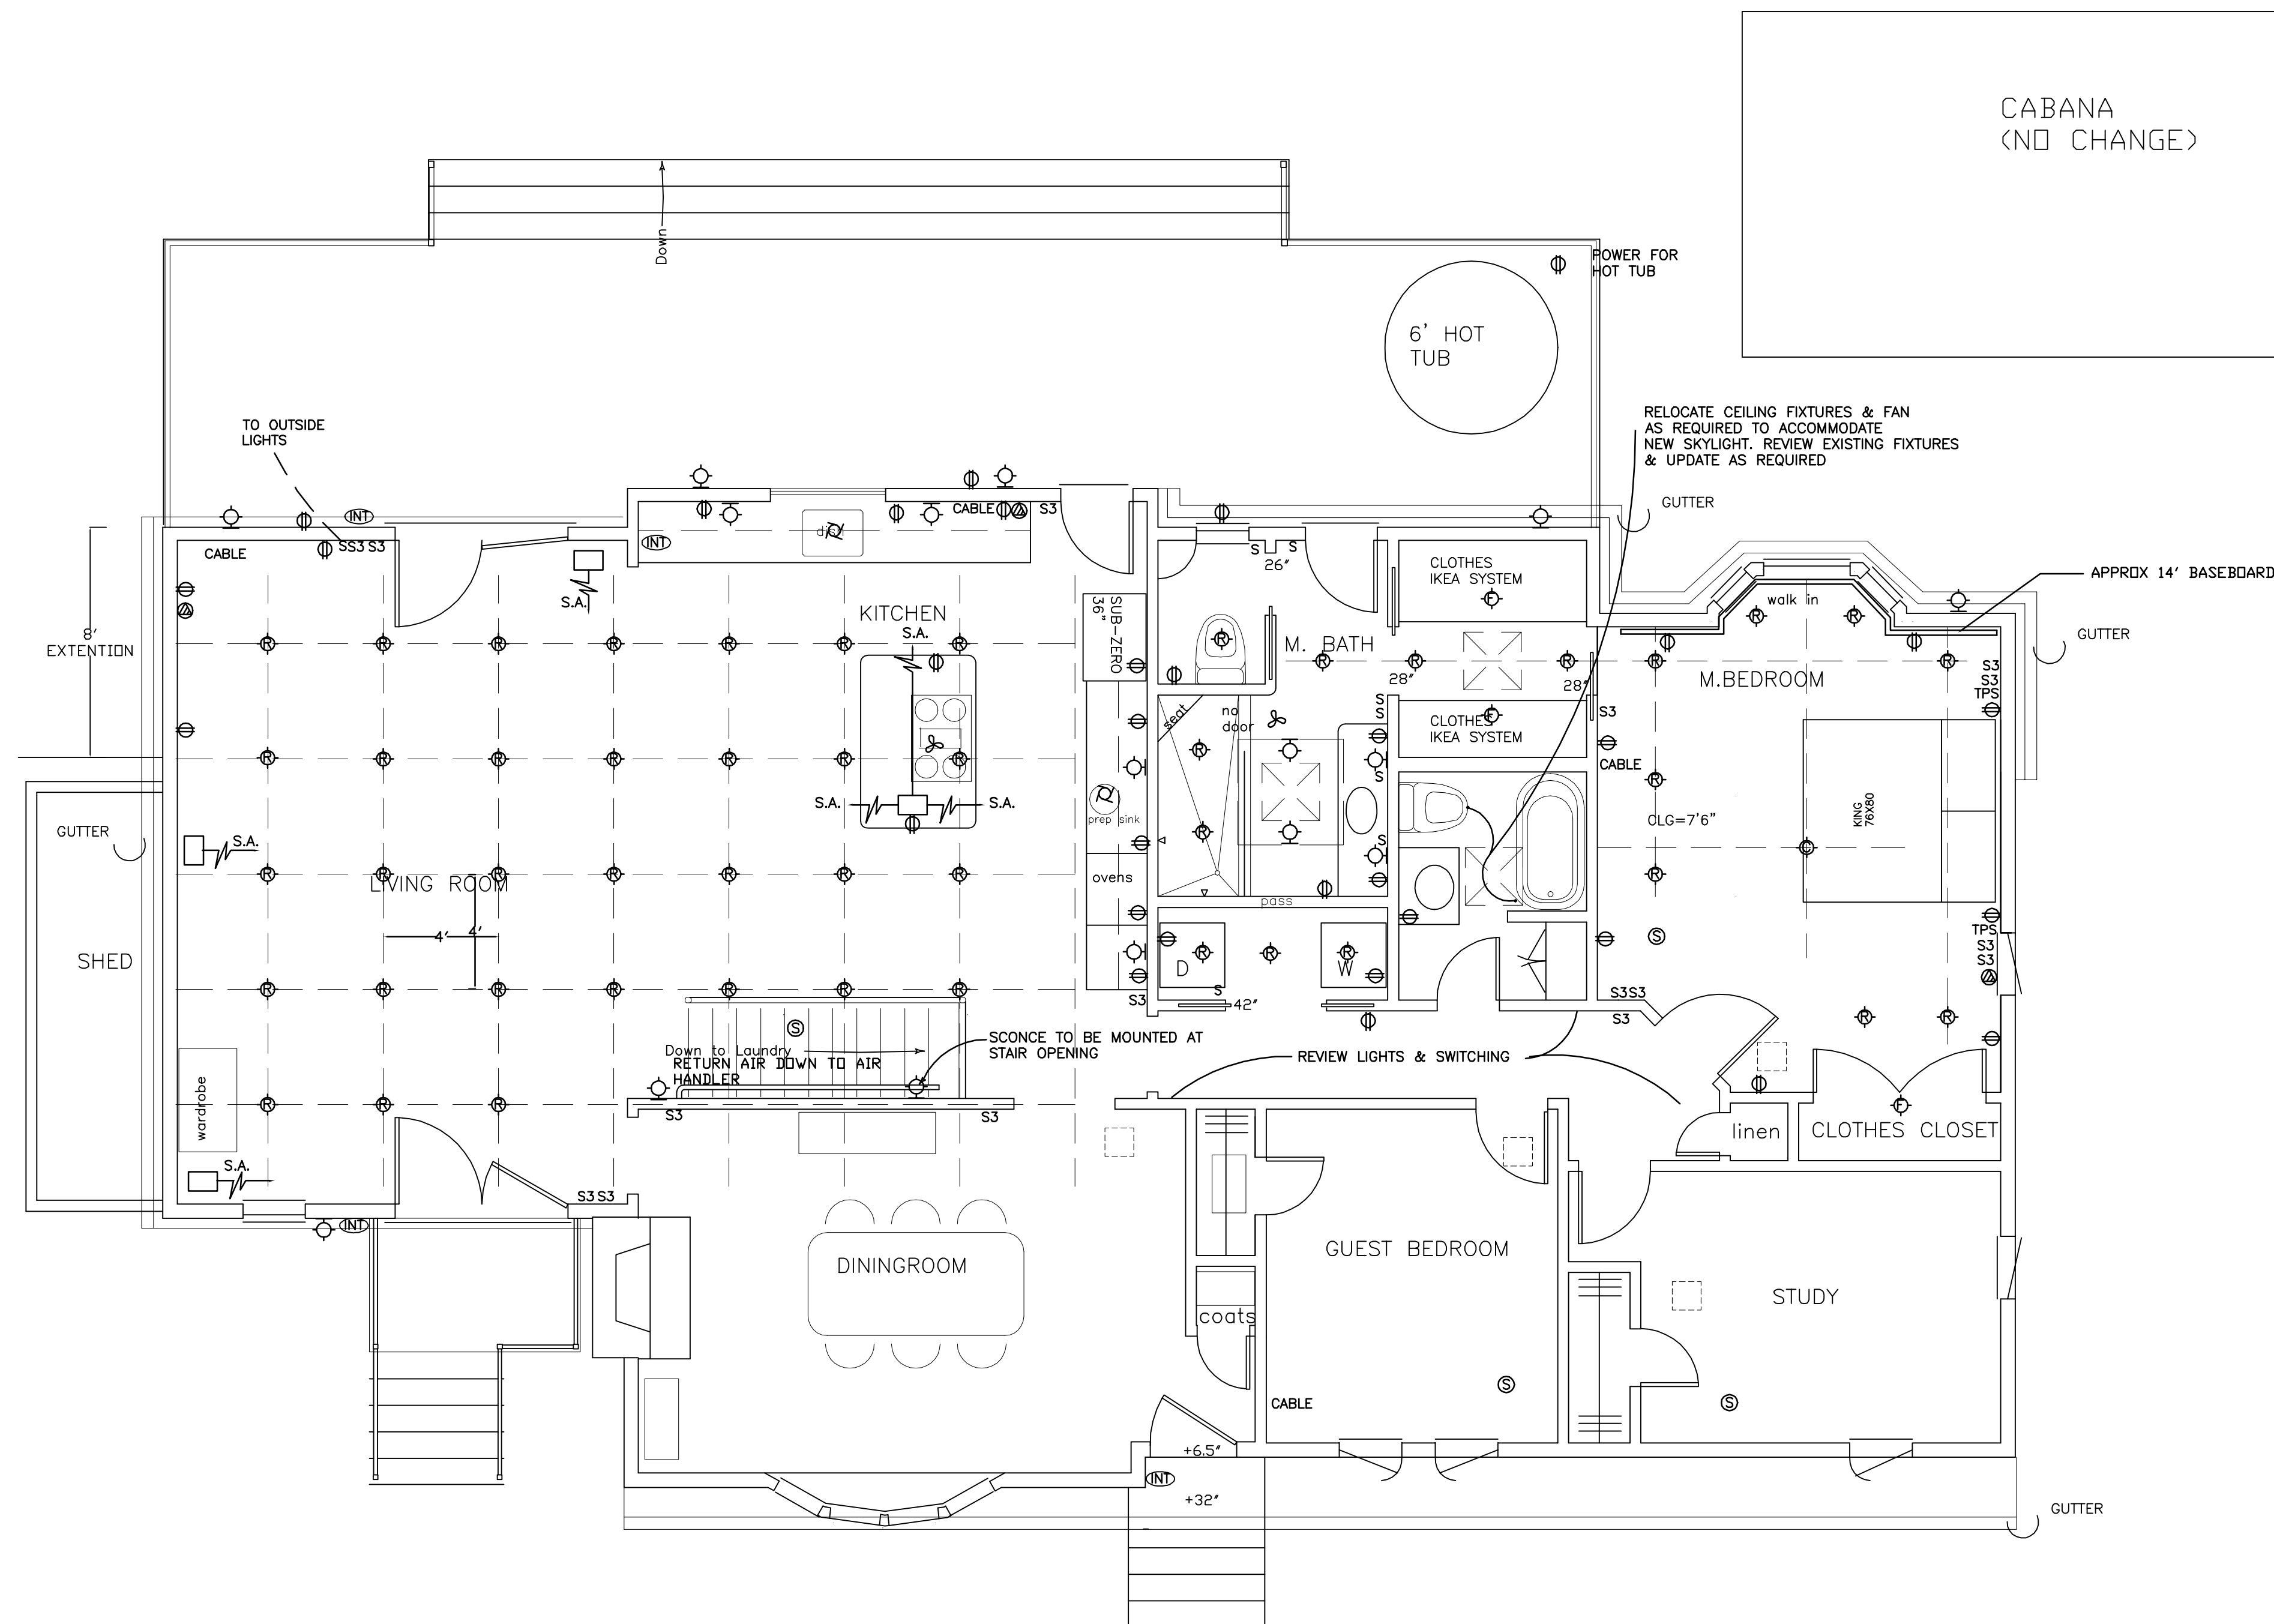 CABANA
(NO CHANGE)
Down
POWER FOR
HOT TUB
6' HOT
TUB
TO OUTSIDE
LIGHTS
RELOCATE CEILING FIXTURES & FAN
AS REQUIRED TO ACCOMMODATE
NEW SKYLIGHT. REVIEW EXISTING FIXTURES
& UPDATE AS REQUIRED
GUTTER
INT
CABLE
SS3 S3
INT
dish
CABLE
S3
S
S
26"
CLOTHES
IKEA SYSTEM
F
APPROX 14' BASEBOARD
walk in
R
R
GUTTER
8'
EXTENTION
S.A.
KITCHEN
S.A.
SUB-ZERO
36"
R
M. BATH
R
R
R
28"
28"
R
R
M.BEDROOM
S3
S3
TPS
R
R
R
R
R
R
R
seat
no
door
S
S
CLOTHES
IKEA SYSTEM
F
S3
CABLE
R
R
R
R
R
R
R
R
R
S
S.A.
S.A.
prep sink
R
S
CLG=7'6"
KING
76X80
C
GUTTER
S.A.
LIVING ROOM
R
R
R
R
R
R
R
ovens
pass
R
4'
4'
SHED
D
R
R
W
R
S
S
TPS
S3
S3
R
R
R
R
R
R
R
S3
42"
S3S3
S3
R
R
S
Down to Laundry
RETURN AIR DOWN TO AIR
HANDLER
SCONCE TO BE MOUNTED AT
STAIR OPENING
REVIEW LIGHTS & SWITCHING
wardrobe
R
R
R
S3
S3
linen
F
CLOTHES CLOSET
S.A.
S3 S3
INT
DININGROOM
GUEST BEDROOM
STUDY
coats
S
S
CABLE
+6.5"
INT
+32"
GUTTER